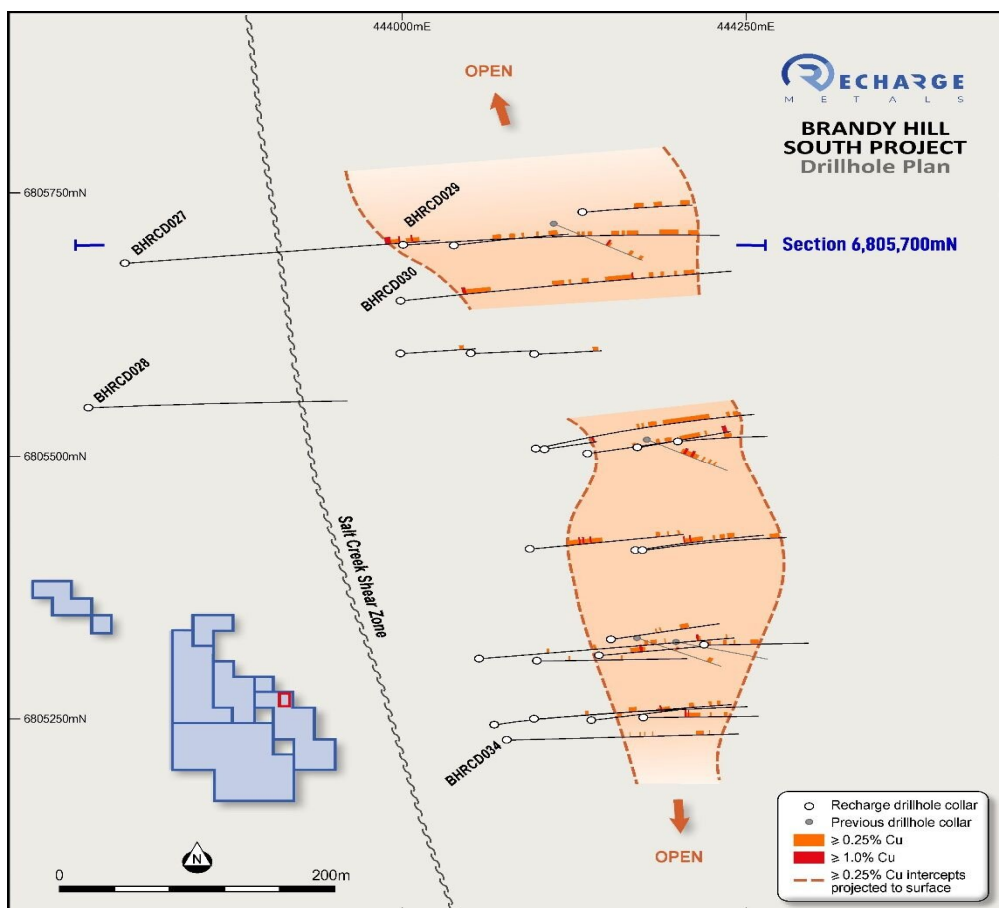 444000mE
444250mE
OPEN
RECHARGE
METALS
BRANDY HILL
SOUTH PROJECT
Drillhole Plan
6805750mN
BHRCD027
BHRCD029
Section 6,805,700mN
BHRCD030
BHRCD028
6805500mN
Salt Creek Shear Zone
6805250mN
BHRCD034
OPEN
Recharge drillhole collar
Previous drillhole collar
≥ 0.25% Cu
≥ 1.0% Cu
≥ 0.25% Cu intercepts
projected to surface
N
0
200m